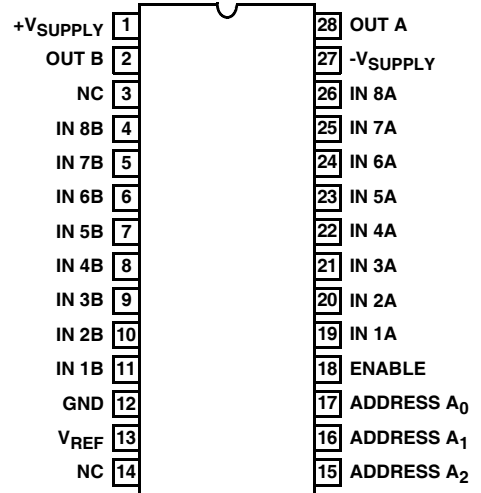 +VSUPPLY 1 28 OUT A
OUT B 2 27 -VSUPPLY
NC 3 26 IN 8A
IN 8B 4 25 IN 7A
IN 7B 5 24 IN 6A
IN 6B 6 23 IN 5A
IN 5B 7 22 IN 4A
IN 4B 8 21 IN 3A
IN 3B 9 20 IN 2A
IN 2B 10 19 IN 1A
IN 1B 11 18 ENABLE
GND 12 17 ADDRESS A0
VREF 13 16 ADDRESS A1
NC 14 15 ADDRESS A2